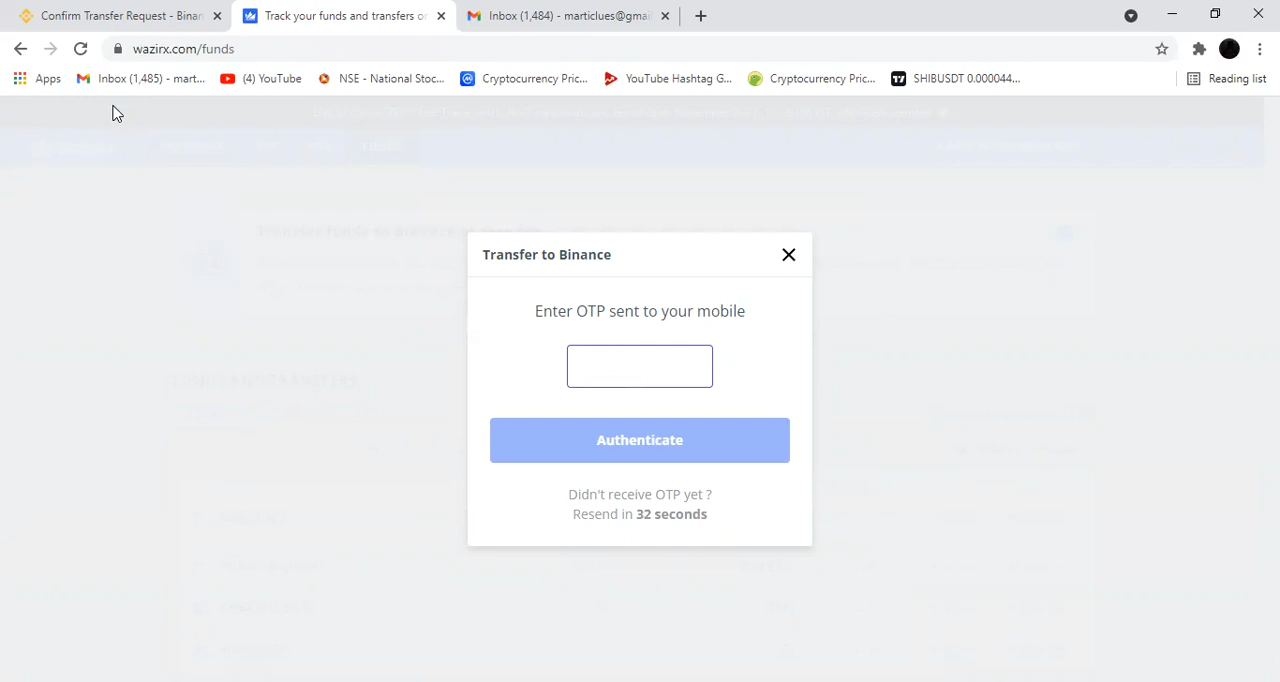 Confirm Transfer Request - Binan
Track your funds and transfers on
Inbox (1,484) - marticlues@gmai
wazirx.com/funds
Apps
Inbox (1,485) - mart...
(4) YouTube
NSE - National Stoc...
Cryptocurrency Pric...
YouTube Hashtag G...
Cryptocurrency Pric...
SHIBUSDT 0.000044...
Reading list
Transfer to Binance
Enter OTP sent to your mobile
Authenticate
Didn't receive OTP yet ?
Resend in 32 seconds